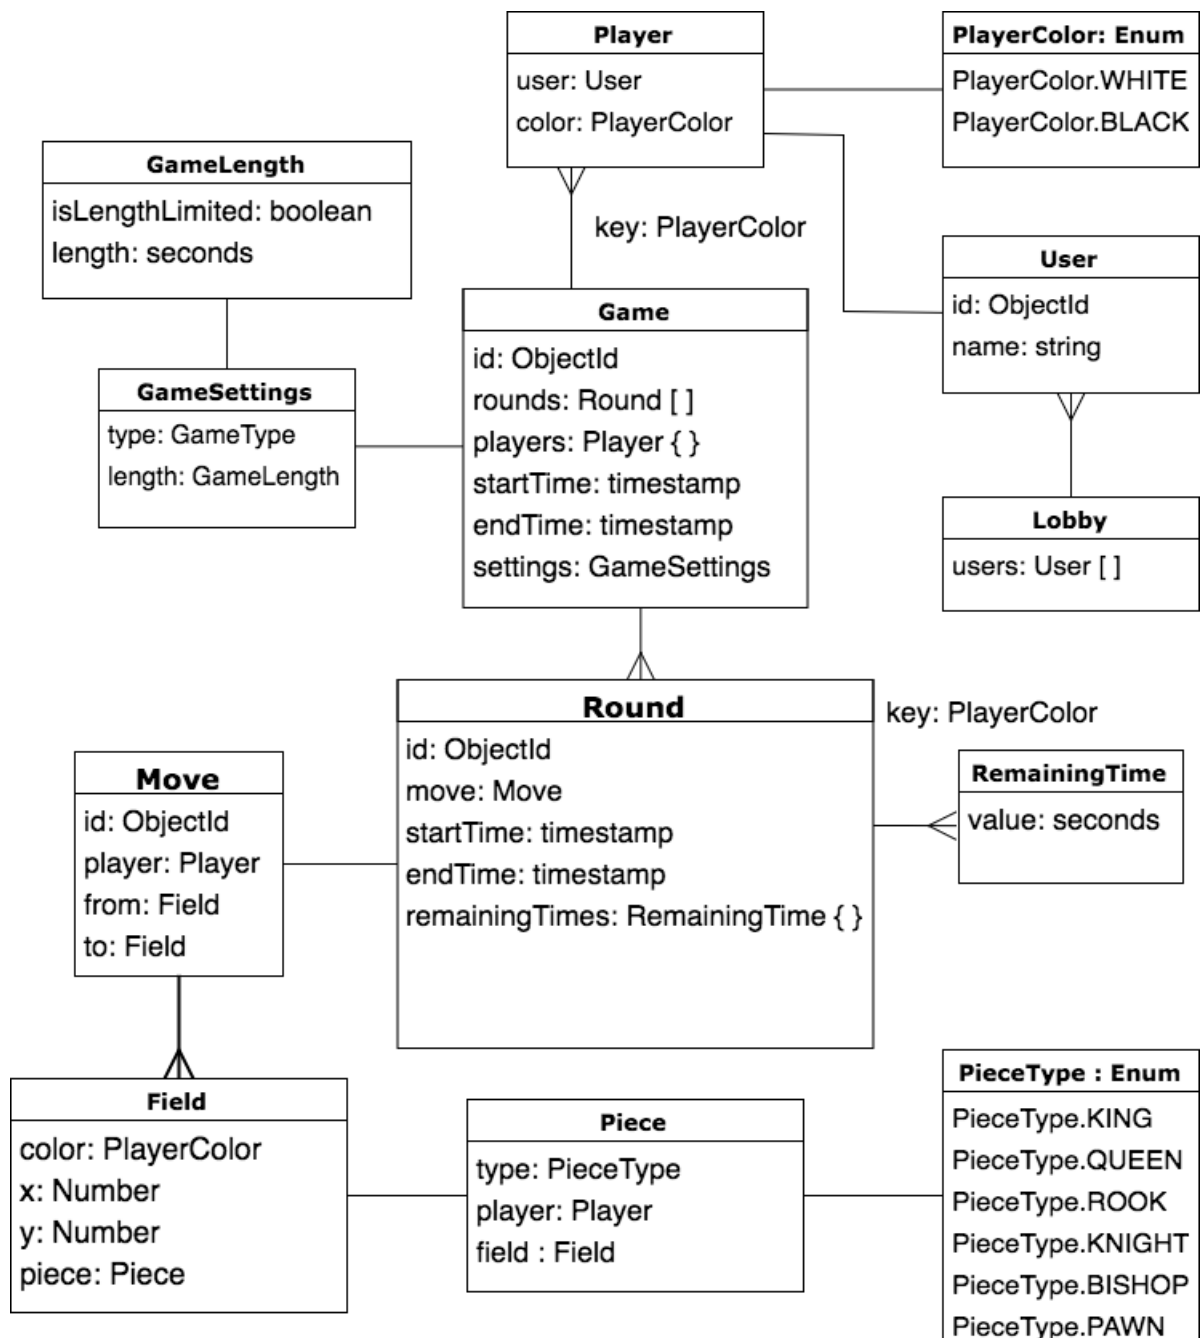 Player
user: User
color: PlayerColor
PlayerColor: Enum
PlayerColor.WHITE
PlayerColor.BLACK
GameLength
isLengthLimited: boolean
length: seconds
key: PlayerColor
User
id: ObjectId
name: string
Game
id: ObjectId
rounds: Round [ ]
players: Player { }
startTime: timestamp
endTime: timestamp
settings: GameSettings
GameSettings
type: GameType
length: GameLength
Lobby
users: User [ ]
Round
id: ObjectId
move: Move
startTime: timestamp
endTime: timestamp
remainingTimes: RemainingTime { }
key: PlayerColor
RemainingTime
value: seconds
Move
id: ObjectId
player: Player
from: Field
to: Field
Field
color: PlayerColor
x: Number
y: Number
piece: Piece
Piece
type: PieceType
player: Player
field : Field
PieceType : Enum
PieceType.KING
PieceType.QUEEN
PieceType.ROOK
PieceType.KNIGHT
PieceType.BISHOP
PieceType.PAWN